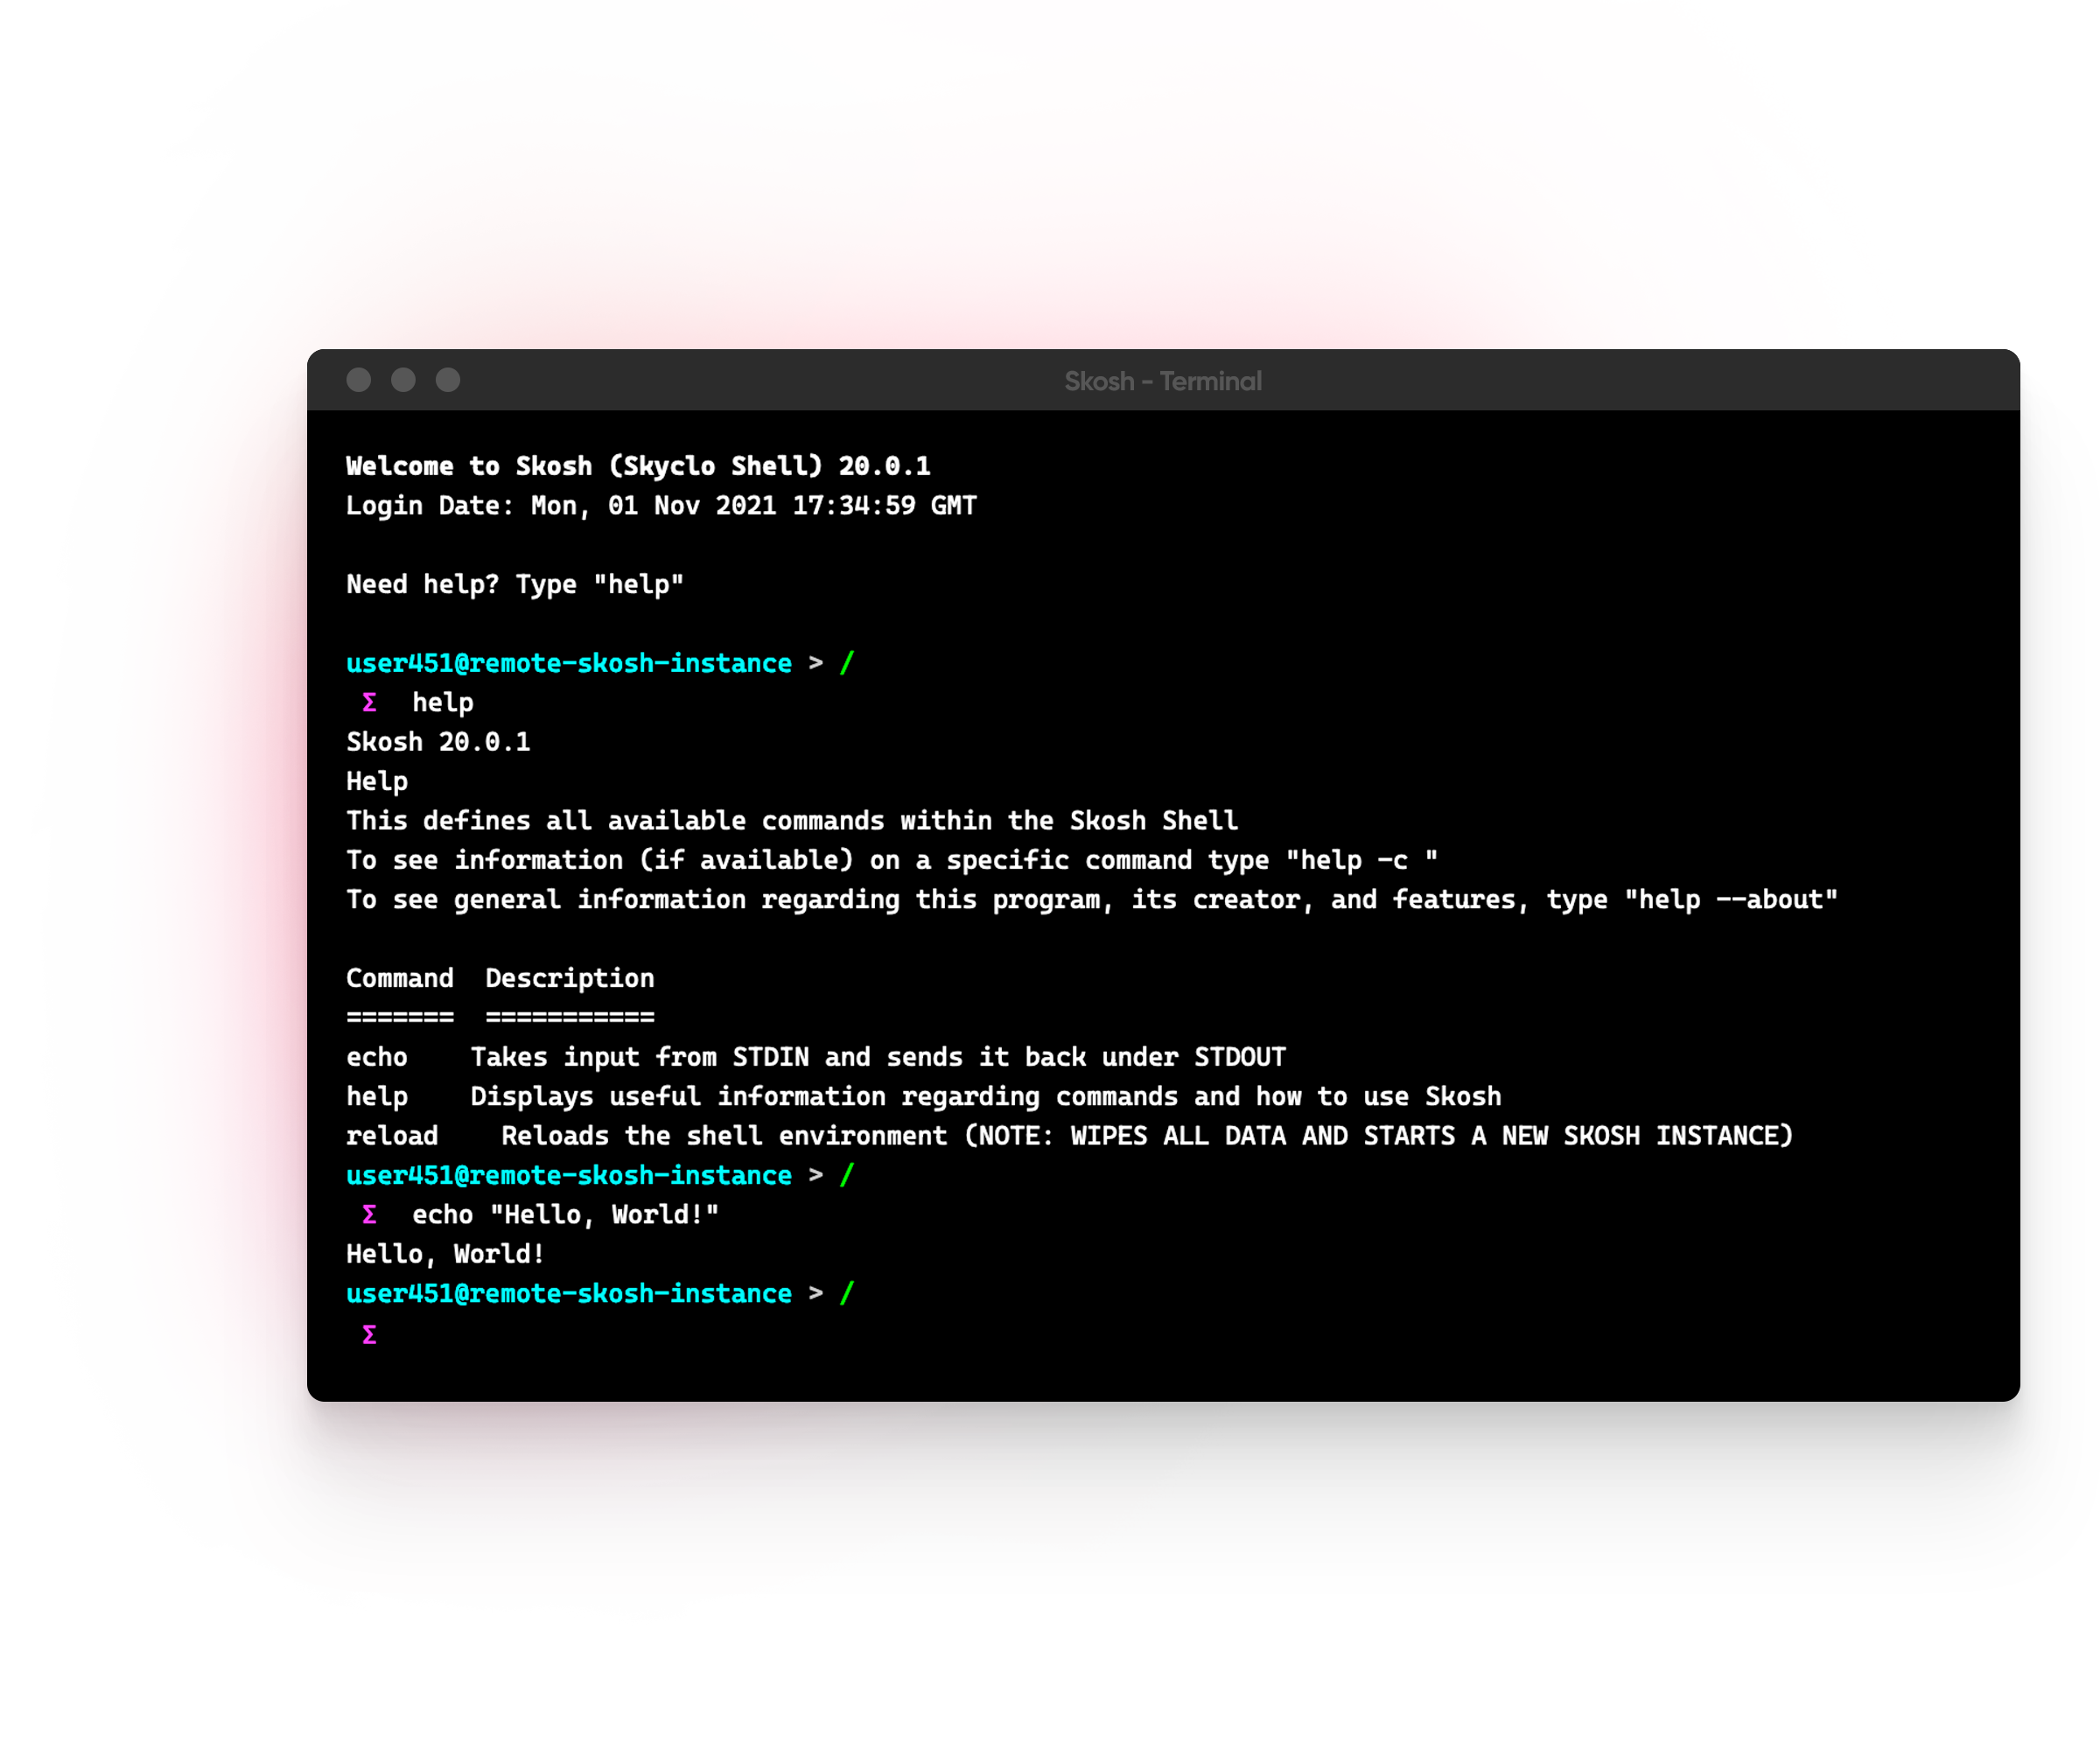 Skosh - Terminal
Welcome to Skosh (Skyclo Shell) 20.0.1
Login Date: Mon, 01 Nov 2021 17:34:59 GMT
Need help? Type "help"
user451@remote-skosh-instance > /
Σ help
Skosh 20.0.1
Help
This defines all available commands within the Skosh Shell
To see information (if available) on a specific command type "help -c "
To see general information regarding this program, its creator, and features, type "help --about"
Command  Description
=======  ===========
echo    Takes input from STDIN and sends it back under STDOUT
help    Displays useful information regarding commands and how to use Skosh
reload    Reloads the shell environment (NOTE: WIPES ALL DATA AND STARTS A NEW SKOSH INSTANCE)
user451@remote-skosh-instance > /
Σ echo "Hello, World!"
Hello, World!
user451@remote-skosh-instance > /
Σ